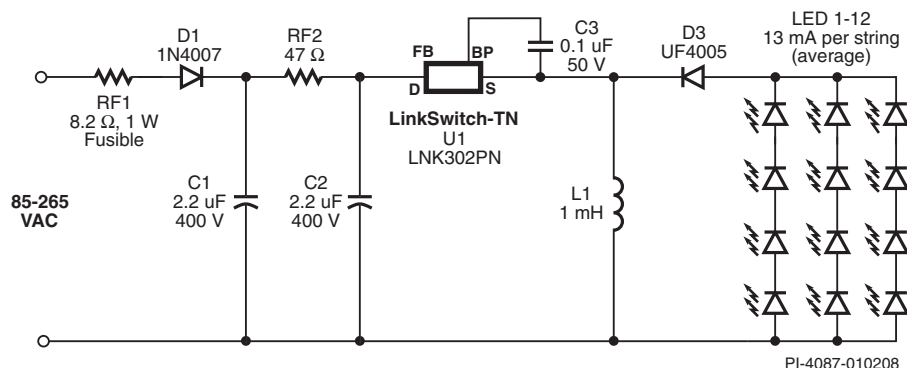 D1
1N4007
RF2
47 Ω
FB
BP
D
S
C3
0.1 uF
50 V
D3
UF4005
LED 1-12
13 mA per string
(average)
RF1
8.2 Ω, 1 W
Fusible
LinkSwitch-TN
U1
LNK302PN
85-265
VAC
C1
2.2 uF
400 V
C2
2.2 uF
400 V
L1
1 mH
PI-4087-010208